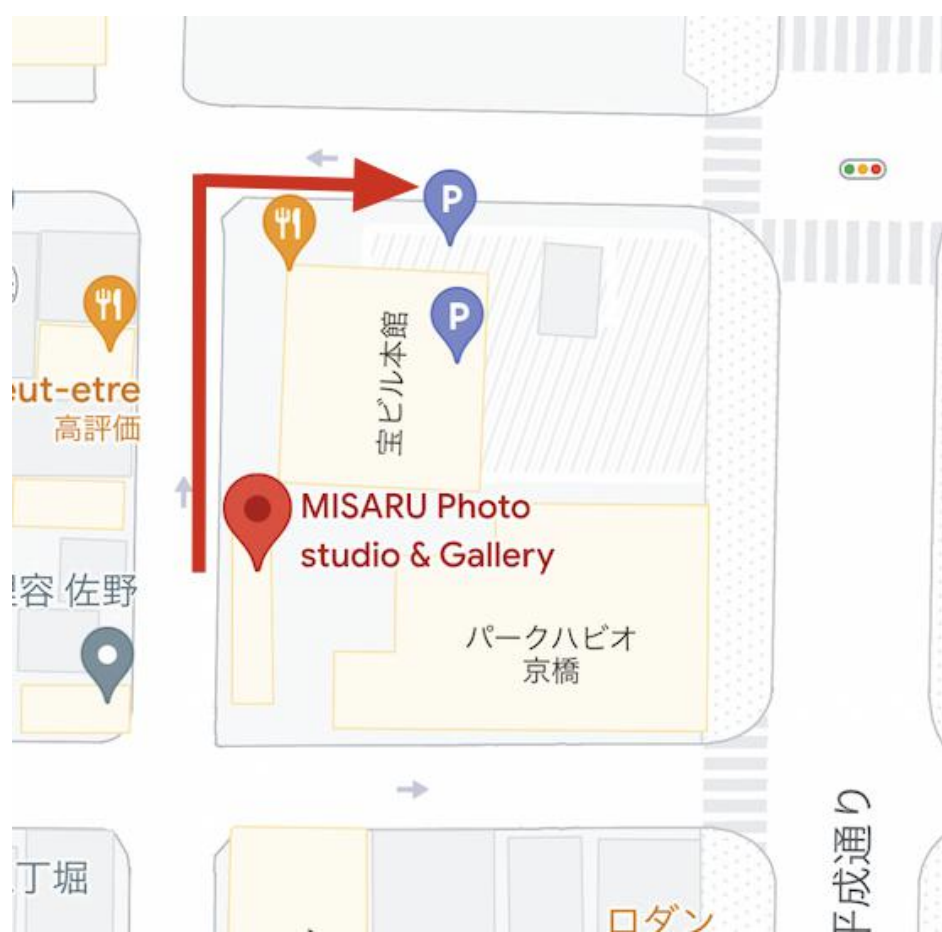 P
P
宝ビル本館
ut-etre
高評価
MISARU Photo
studio & Gallery
容 佐野
パークハビオ
京橋
丁堀
平成通り
ロダン